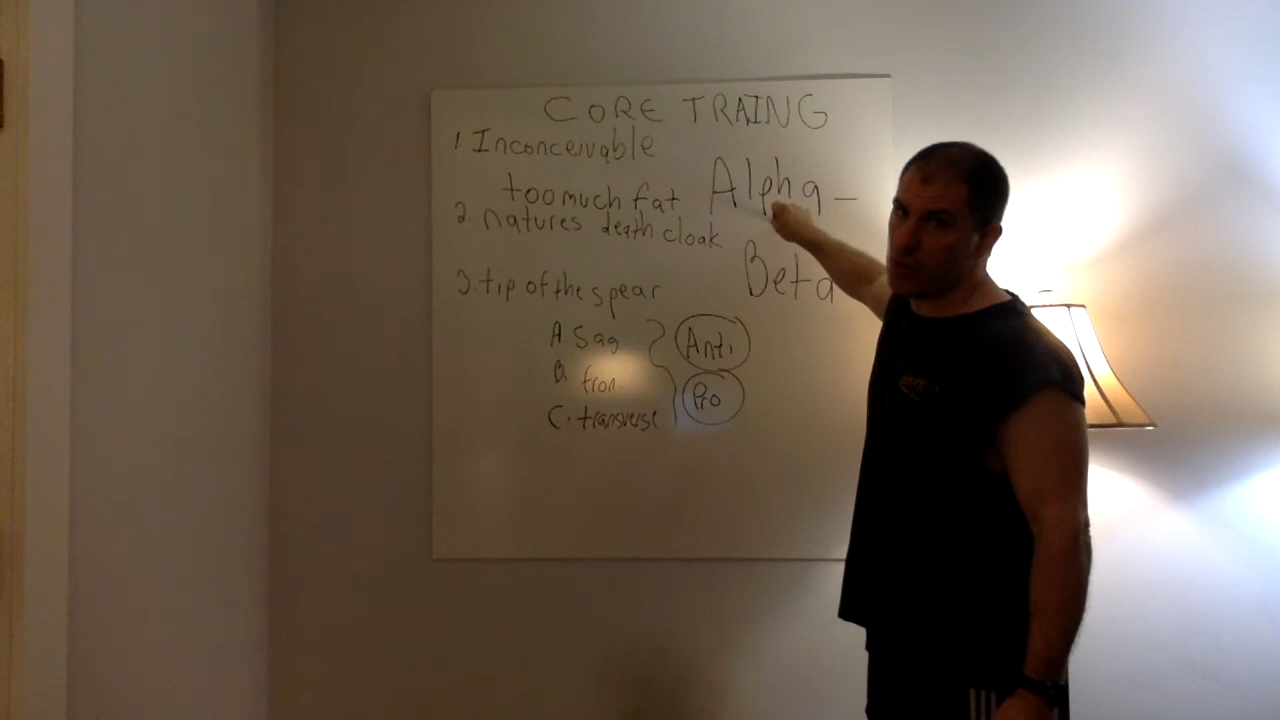 CORE TRAING
1. Inconceivable
too much fat
Alpha –
2. natures death cloak
Beta
3. tip of the spear
A. Sag
Anti
B. fron
Pro
C. transverse